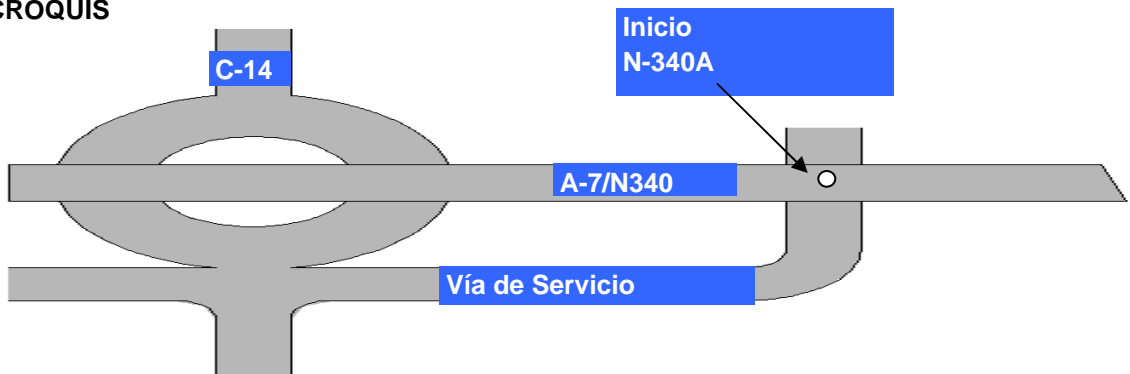 CROQUIS
Inicio
N-340A
C-14
A-7/N340
Vía de Servicio